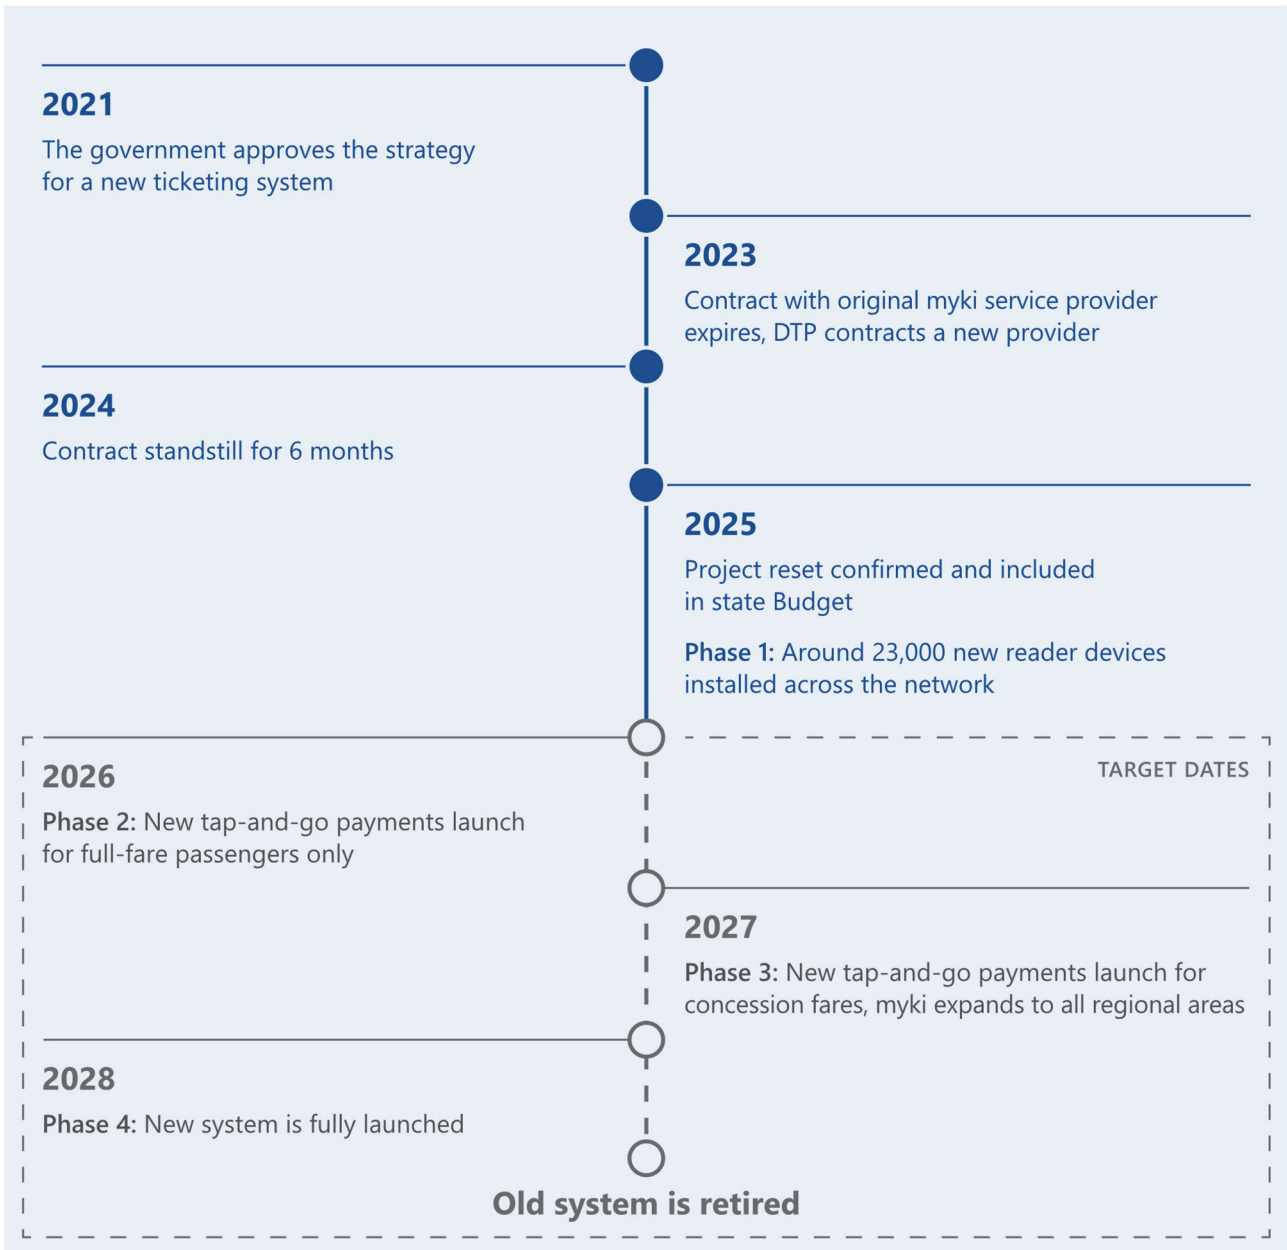 2021
The government approves the strategy
for a new ticketing system
2023
Contract with original myki service provider
expires, DTP contracts a new provider
2024
Contract standstill for 6 months
2025
Project reset confirmed and included
in state Budget
Phase 1: Around 23,000 new reader devices
installed across the network
TARGET DATES
2026
Phase 2: New tap-and-go payments launch
for full-fare passengers only
2027
Phase 3: New tap-and-go payments launch for
concession fares, myki expands to all regional areas
2028
Phase 4: New system is fully launched
Old system is retired